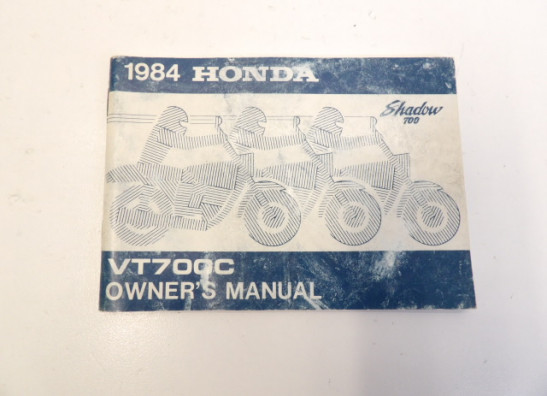 1984 HONDA
Shadow
700
VT700C
OWNER'S MANUAL